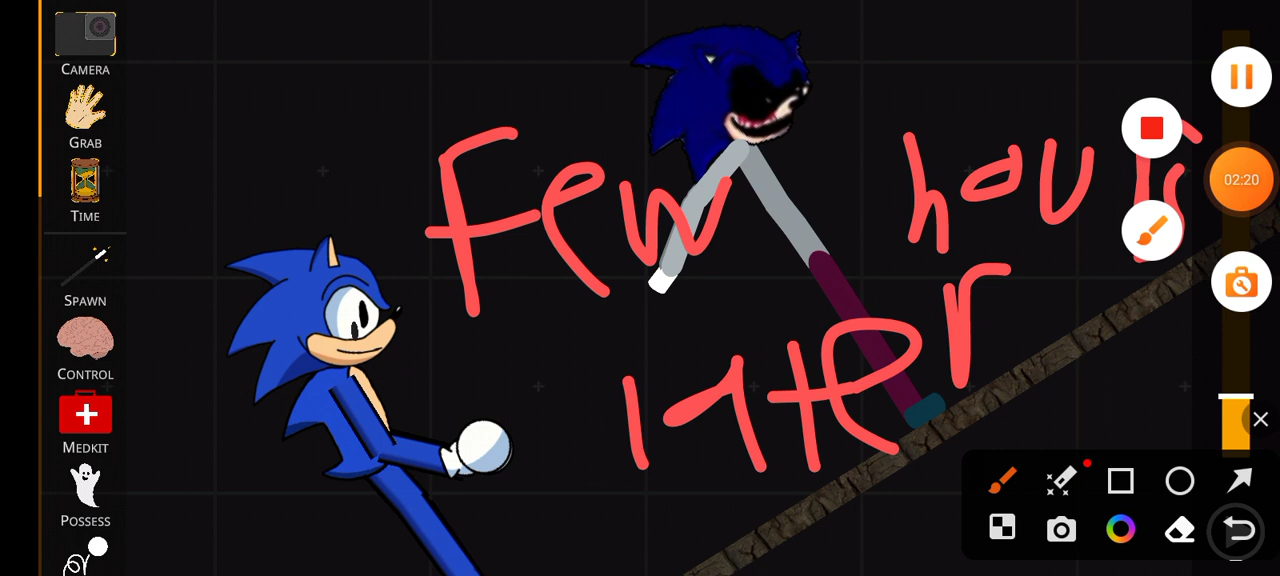 CAMERA
GRAB
TIME
SPAWN
CONTROL
MEDKIT
POSSESS
Few hours
later
02:20